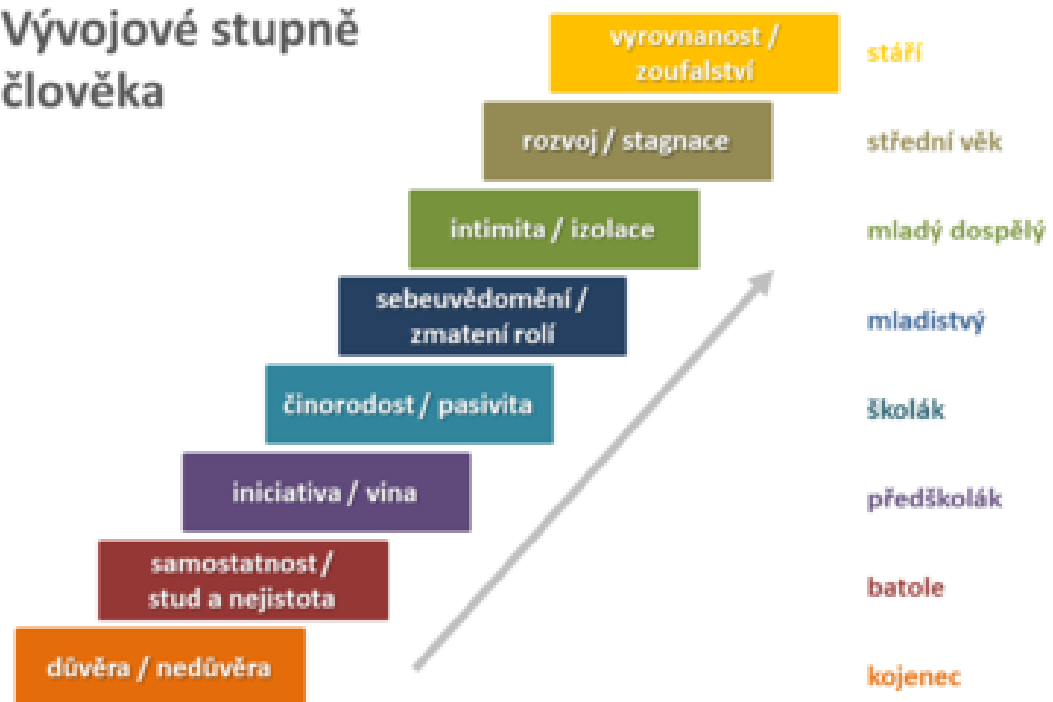 Vývojové stupně
člověka
vyrovnanost /
zoufalství
stáří
rozvoj / stagnace
střední věk
intimita / izolace
mladý dospělý
sebeuvědomění /
zmatení rolí
mladistvý
činorodost / pasivita
školák
iniciativa / vina
předškolák
samostatnost /
stud a nejistota
batole
důvěra / nedůvěra
kojenec